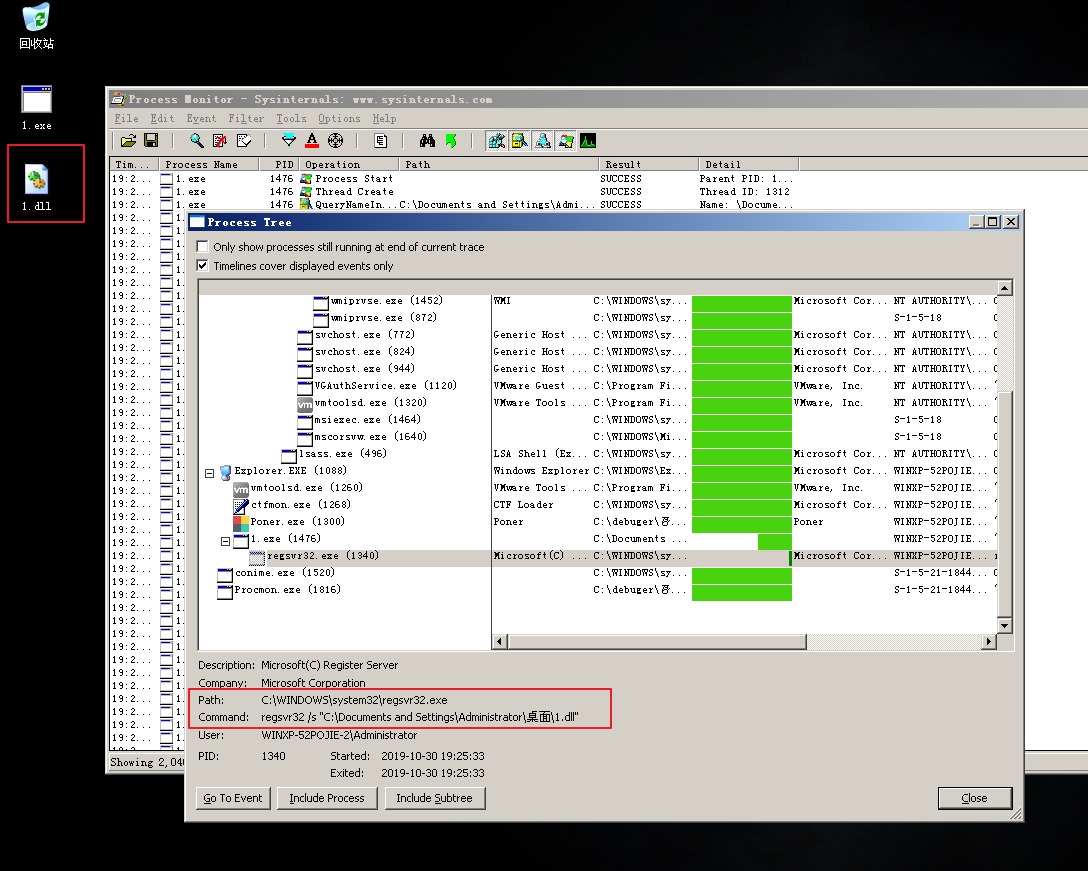 回收站
1.exe
1.dll
Process Monitor - Sysinternals: www.sysinternals.com
File Edit Event Filter Tools Options Help
Tim... Process Name PID Operation Path Result Detail
19:2... 1.exe 1476 Process Start SUCCESS Parent PID: 1...
19:2... 1.exe 1476 Thread Create SUCCESS Thread ID: 1312
19:2... 1.exe 1476 QueryNameIn... C:\Documents and Settings\Admi... SUCCESS Name: \Docume...
Process Tree
Only show processes still running at end of current trace
Timelines cover displayed events only
wmiprvse.exe (1452) WMI C:\WINDOWS\sy... Microsoft Cor... NT AUTHORITY\...
wmiprvse.exe (872) C:\WINDOWS\sy... S-1-5-18
svchost.exe (772) Generic Host ... C:\WINDOWS\sy... Microsoft Cor... NT AUTHORITY\...
svchost.exe (824) Generic Host ... C:\WINDOWS\sy... Microsoft Cor... NT AUTHORITY\...
svchost.exe (944) Generic Host ... C:\WINDOWS\sy... Microsoft Cor... NT AUTHORITY\...
VGAuthService.exe (1120) VMware Guest ... C:\Program Fi... VMware, Inc. NT AUTHORITY\...
vmtoolsd.exe (1320) VMware Tools ... C:\Program Fi... VMware, Inc. NT AUTHORITY\...
msiezec.exe (1464) C:\WINDOWS\sy... S-1-5-18
mscorsvw.exe (1640) C:\WINDOWS\Mi... S-1-5-18
lsass.exe (496) LSA Shell (Ex... C:\WINDOWS\sy... Microsoft Cor... NT AUTHORITY\...
Explorer.EXE (1088) Windows Explorer C:\WINDOWS\Ex... Microsoft Cor... WINXP-52POJIE...
vmtoolsd.exe (1260) VMware Tools ... C:\Program Fi... VMware, Inc. WINXP-52POJIE...
ctfmon.exe (1268) CTF Loader C:\WINDOWS\sy... Microsoft Cor... WINXP-52POJIE...
Poner.exe (1300) Poner C:\debuger\... Poner WINXP-52POJIE...
1.exe (1476) C:\Documents ... WINXP-52POJIE...
regsvr32.exe (1340) Microsoft(C) ... C:\WINDOWS\sy... Microsoft Cor... WINXP-52POJIE...
conime.exe (1520) C:\WINDOWS\sy... S-1-5-21-1844...
Procmon.exe (1816) C:\debuger\... S-1-5-21-1844...
Description: Microsoft(C) Register Server
Company: Microsoft Corporation
Path: C:\WINDOWS\system32\regsvr32.exe
Command: regsvr32 /s "C:\Documents and Settings\Administrator\桌面\1.dll"
User: WINXP-52POJIE-2\Administrator
PID: 1340 Started: 2019-10-30 19:25:33
Exited: 2019-10-30 19:25:33
Showing 2,04
Go To Event Include Process Include Subtree Close